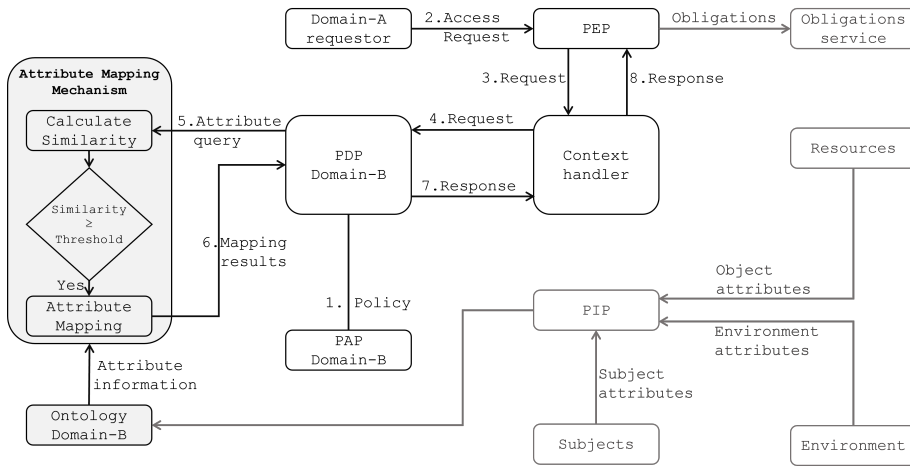 Domain-A
requestor
2.Access
Request
PEP
Obligations
Obligations
service
Attribute Mapping
Mechanism
3.Request
8.Response
Calculate
Similarity
5.Attribute
query
PDP
Domain-B
4.Request
7.Response
Context
handler
Resources
Similarity
≥
Threshold
6.Mapping
results
Yes
Attribute
Mapping
1. Policy
PIP
Object
attributes
Environment
attributes
PAP
Domain-B
Attribute
information
Subject
attributes
Ontology
Domain-B
Subjects
Environment